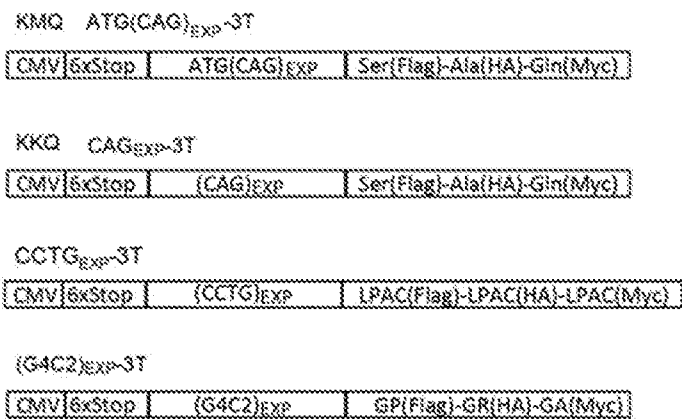 KMQ ATG(CAG)EXP-3T
CMV 6xStop ATG(CAG)EXP Ser(Flag)-Ala(HA)-Gln(Myc)
KKQ CAGEXP-3T
CMV 6xStop (CAG)EXP Ser(Flag)-Ala(HA)-Gln(Myc)
CCTGEXP-3T
CMV 6xStop (CCTG)EXP LPAC(Flag)-LPAC(HA)-LPAC(Myc)
(G4C2)EXP-3T
CMV 6xStop (G4C2)EXP GP(Flag)-GR(HA)-GA(Myc)